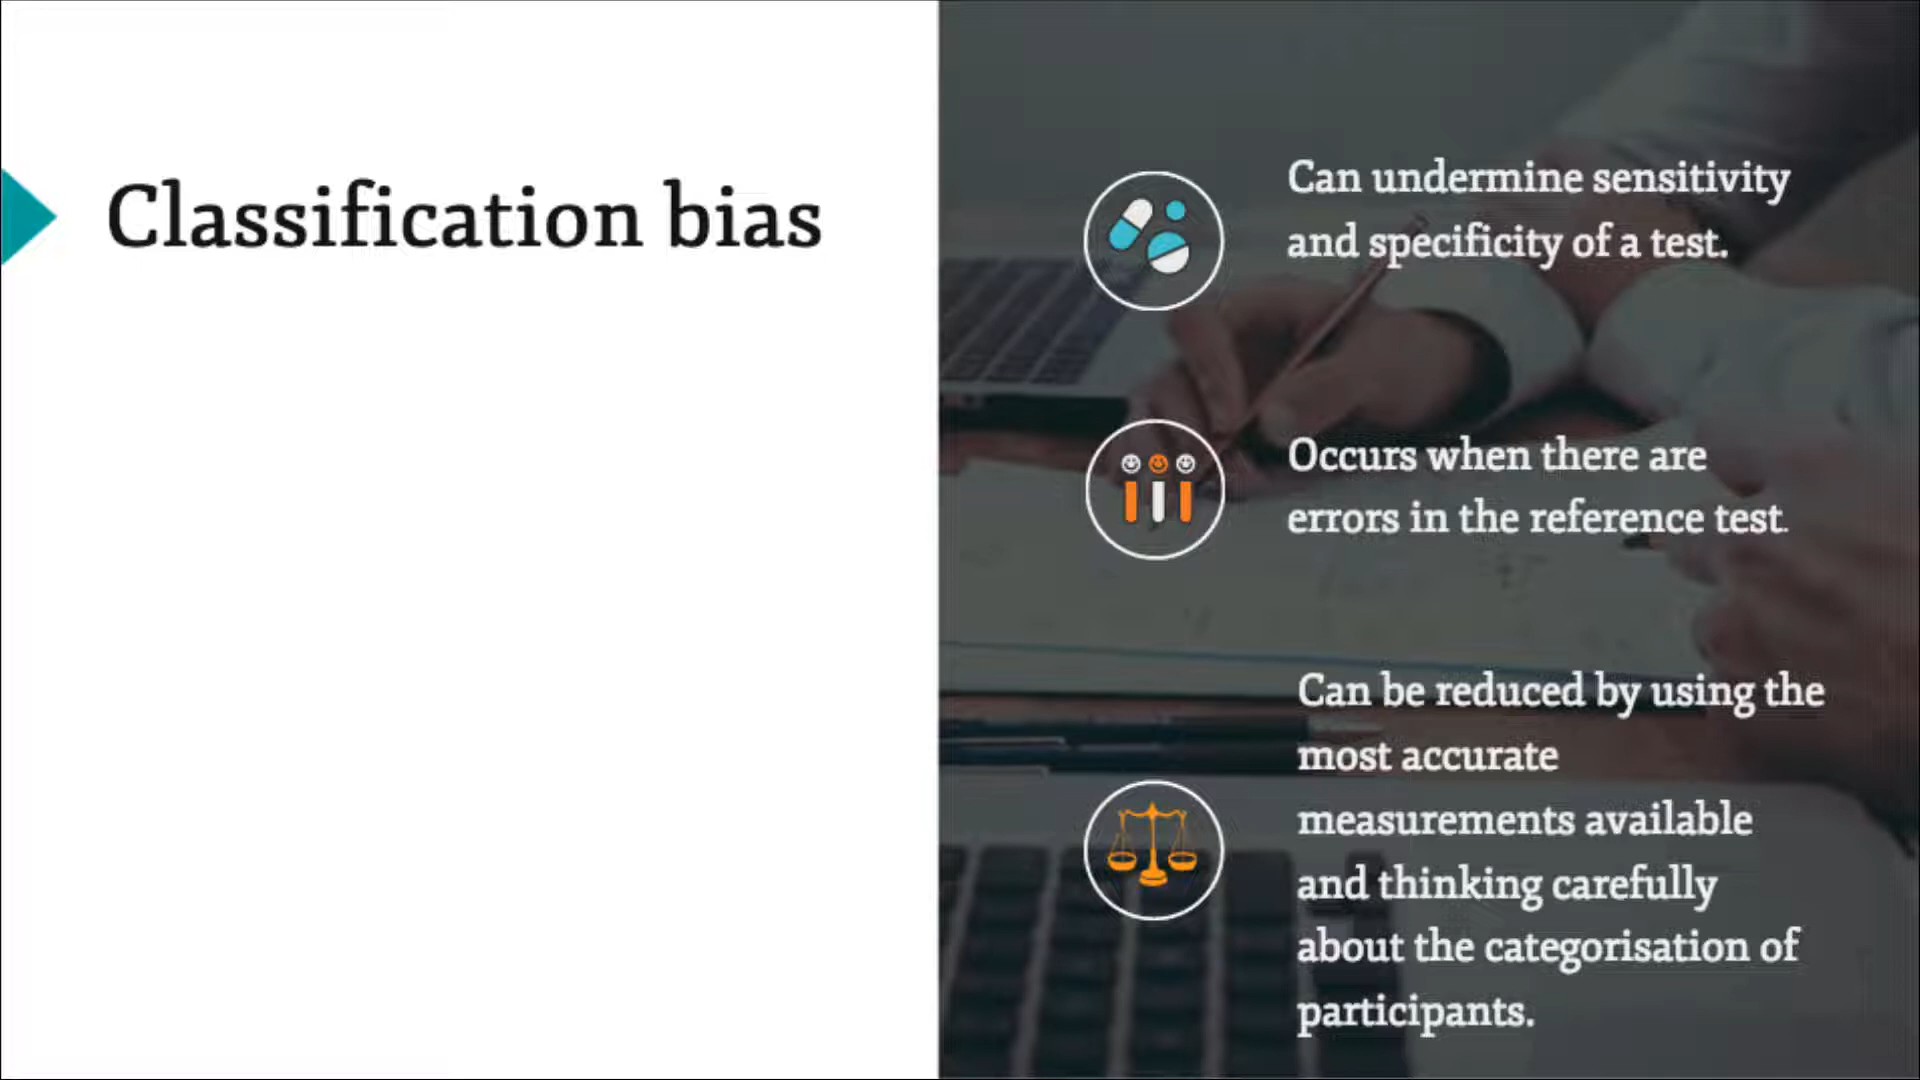 Classification bias
Can undermine sensitivity
and specificity of a test.
Occurs when there are
errors in the reference test.
Can be reduced by using the
most accurate
measurements available
and thinking carefully
about the categorisation of
participants.